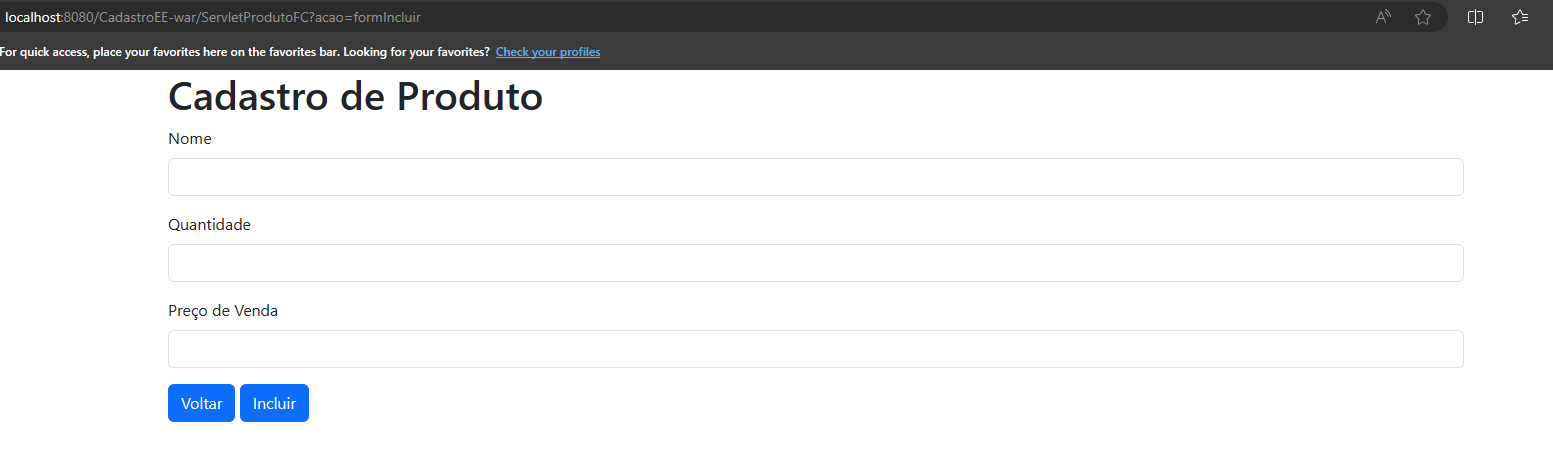 localhost:8080/CadastroEE-war/ServletProdutoFC?acao=formIncluir
For quick access, place your favorites here on the favorites bar. Looking for your favorites? Check your profiles
Cadastro de Produto
Nome
Quantidade
Preço de Venda
Voltar Incluir